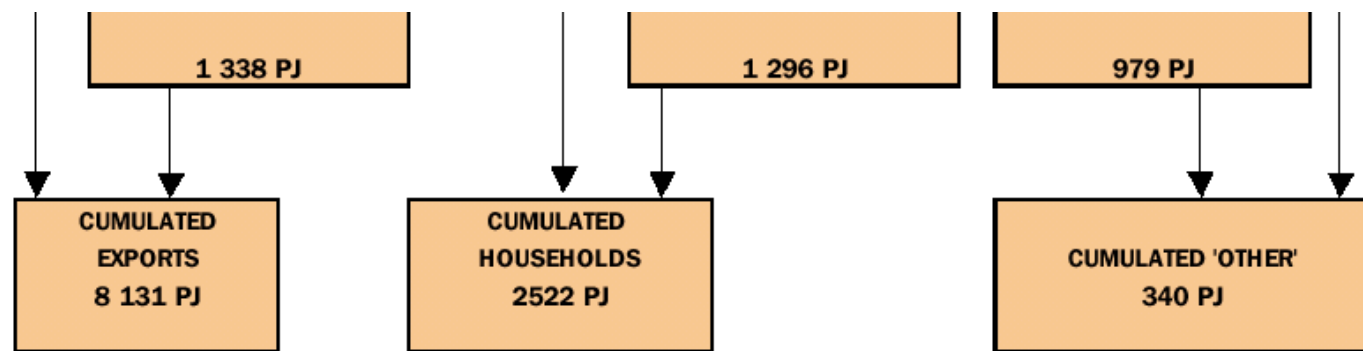 1 338 PJ
1 296 PJ
979 PJ
CUMULATED
EXPORTS
8 131 PJ
CUMULATED
HOUSEHOLDS
2522 PJ
CUMULATED 'OTHER'
340 PJ